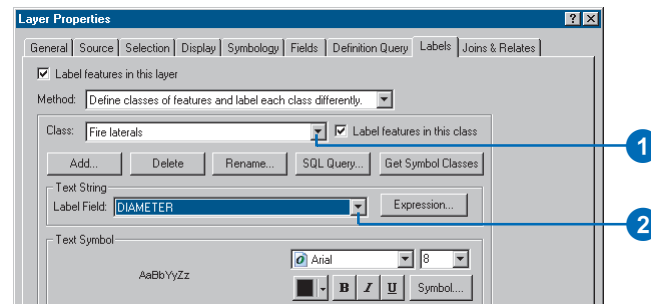 Layer Properties
General Source Selection Display Symbology Fields Definition Query Labels Joins & Relates
Label features in this layer
Method: Define classes of features and label each class differently.
Class: Fire laterals Label features in this class
1
Add... Delete Rename... SQL Query... Get Symbol Classes
Text String
Label Field: DIAMETER Expression...
2
Text Symbol
AaBbYyZz
Arial 8
B I U Symbol....